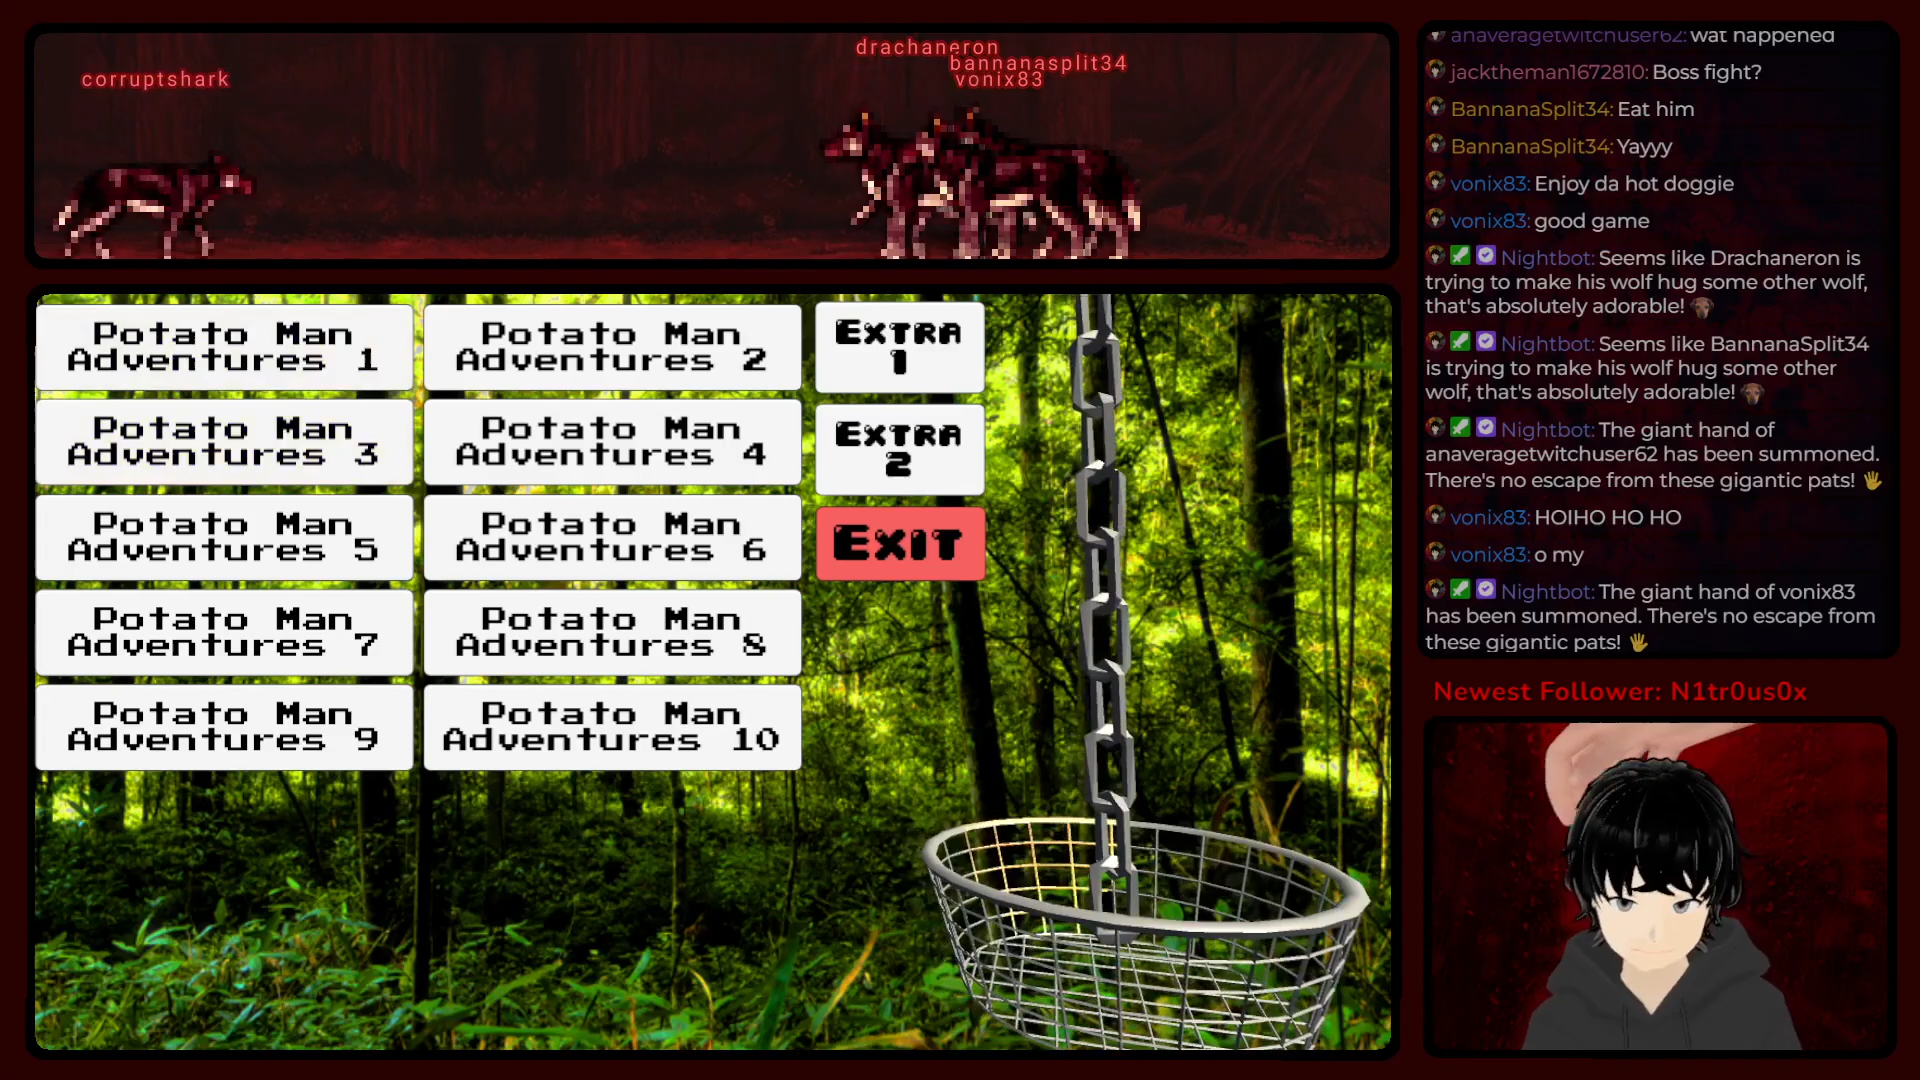 corruptshark
drachaneron
bannanasplit34
vonix83
Potato Man
Adventures 1
Potato Man
Adventures 2
Extra
1
Potato Man
Adventures 3
Potato Man
Adventures 4
Extra
2
Potato Man
Adventures 5
Potato Man
Adventures 6
Exit
Potato Man
Adventures 7
Potato Man
Adventures 8
Potato Man
Adventures 9
Potato Man
Adventures 10
anaveragetwitchuser62: wat happened
jacktheman1672810: Boss fight?
BannanaSplit34: Eat him
BannanaSplit34: Yayyy
vonix83: Enjoy da hot doggie
vonix83: good game
Nightbot: Seems like Drachaneron is
trying to make his wolf hug some other wolf,
that's absolutely adorable!
Nightbot: Seems like BannanaSplit34
is trying to make his wolf hug some other
wolf, that's absolutely adorable!
Nightbot: The giant hand of
anaveragetwitchuser62 has been summoned.
There's no escape from these gigantic pats! 🖐
vonix83: HOIHO HO HO
vonix83: o my
Nightbot: The giant hand of vonix83
has been summoned. There's no escape from
these gigantic pats! 🖐
Newest Follower: N1tr0us0x